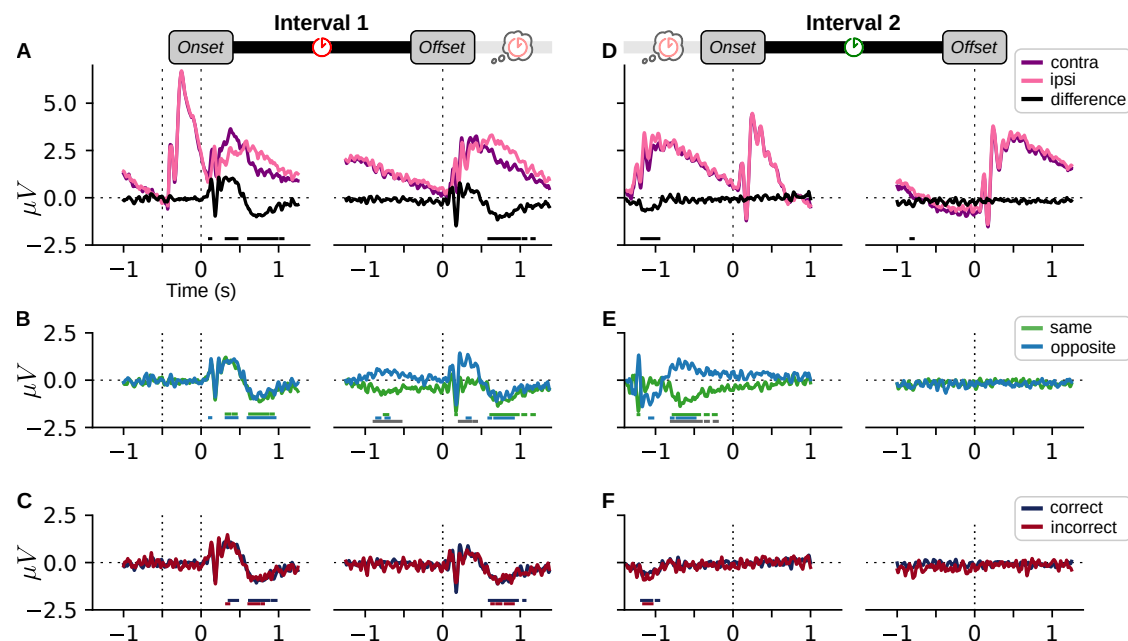 Interval 1
Interval 2
A
Onset
Offset
D
Onset
Offset
contra
ipsi
difference
5.0
2.5
0.0
−2.5
μV
−1
0
1
−1
0
1
−1
0
1
−1
0
1
Time (s)
B
E
same
opposite
2.5
0.0
−2.5
μV
−1
0
1
−1
0
1
−1
0
1
−1
0
1
C
F
correct
incorrect
2.5
0.0
−2.5
μV
−1
0
1
−1
0
1
−1
0
1
−1
0
1